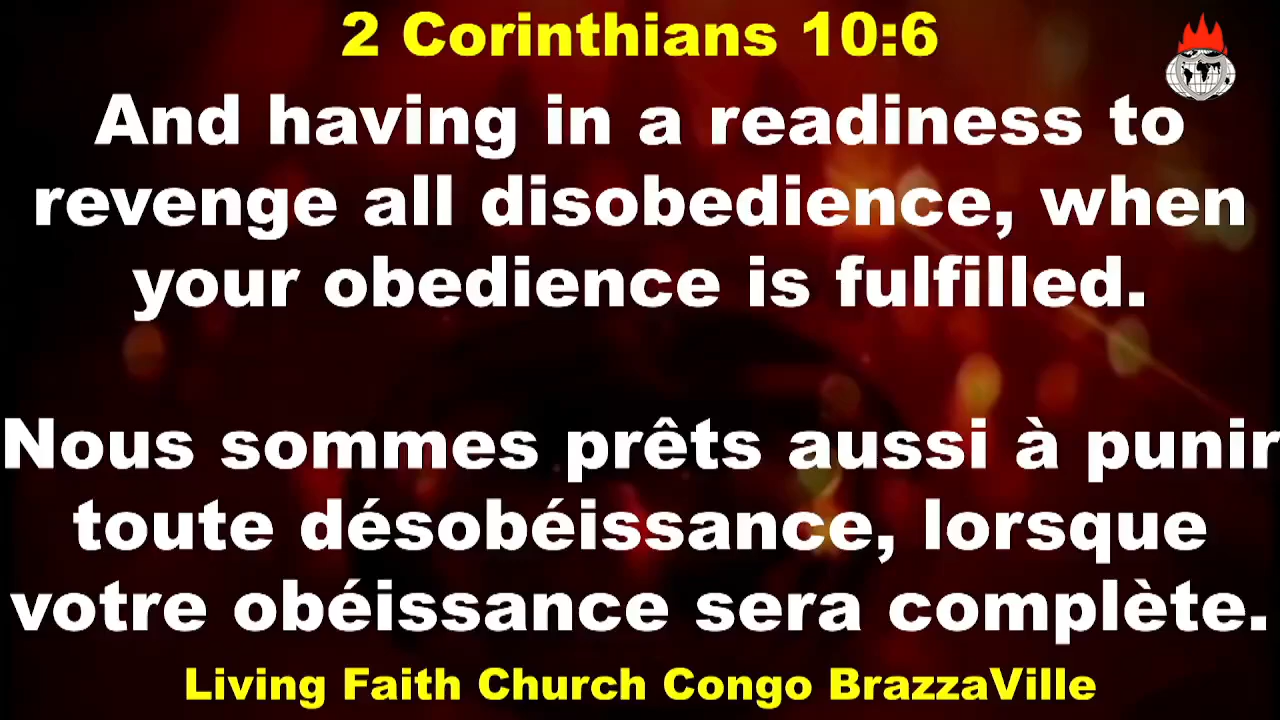 2 Corinthians 10:6
And having in a readiness to
revenge all disobedience, when
your obedience is fulfilled.
Nous sommes prêts aussi à punir
toute désobéissance, lorsque
votre obéissance sera complète.
Living Faith Church Congo BrazzaVille